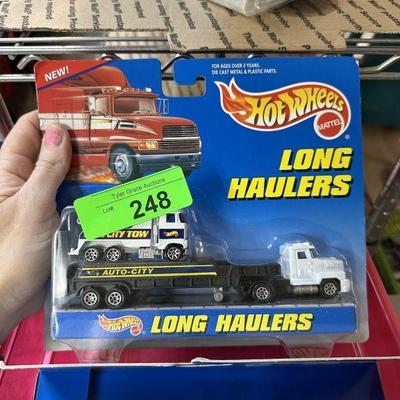 NEW!
FOR AGES OVER 3 YEARS.
DIE CAST METAL & PLASTIC PARTS.
Hot Wheels
MATTEL
LONG
HAULERS
Tyler Grace Auctions
Lot#
248
CITY TOW
AUTO-CITY
Hot Wheels
LONG HAULERS